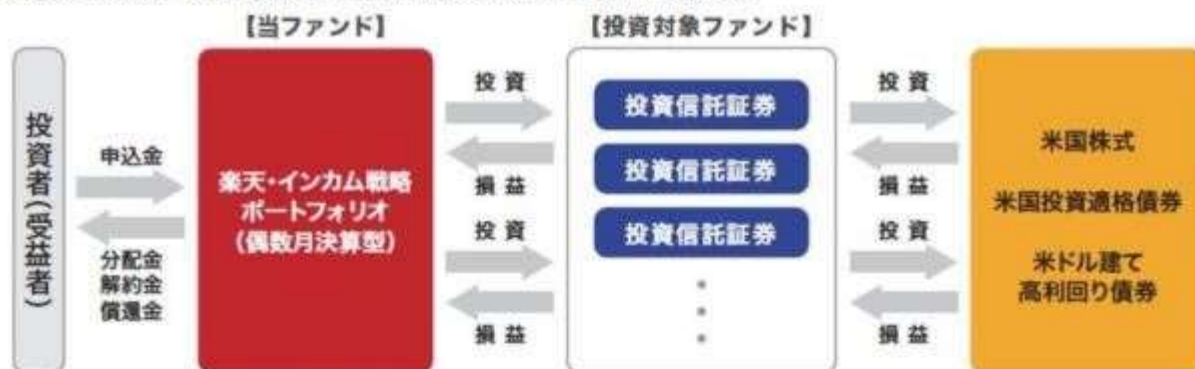 【当ファンド】
【投資対象ファンド】
投資者(受益者)
申込金
分配金
解約金
償還金
楽天・インカム戦略
ポートフォリオ
(偶数月決算型)
投資
損益
投資
損益
投資信託証券
投資信託証券
投資信託証券
投資
損益
投資
損益
米国株式
米国投資適格債券
米ドル建て
高利回り債券